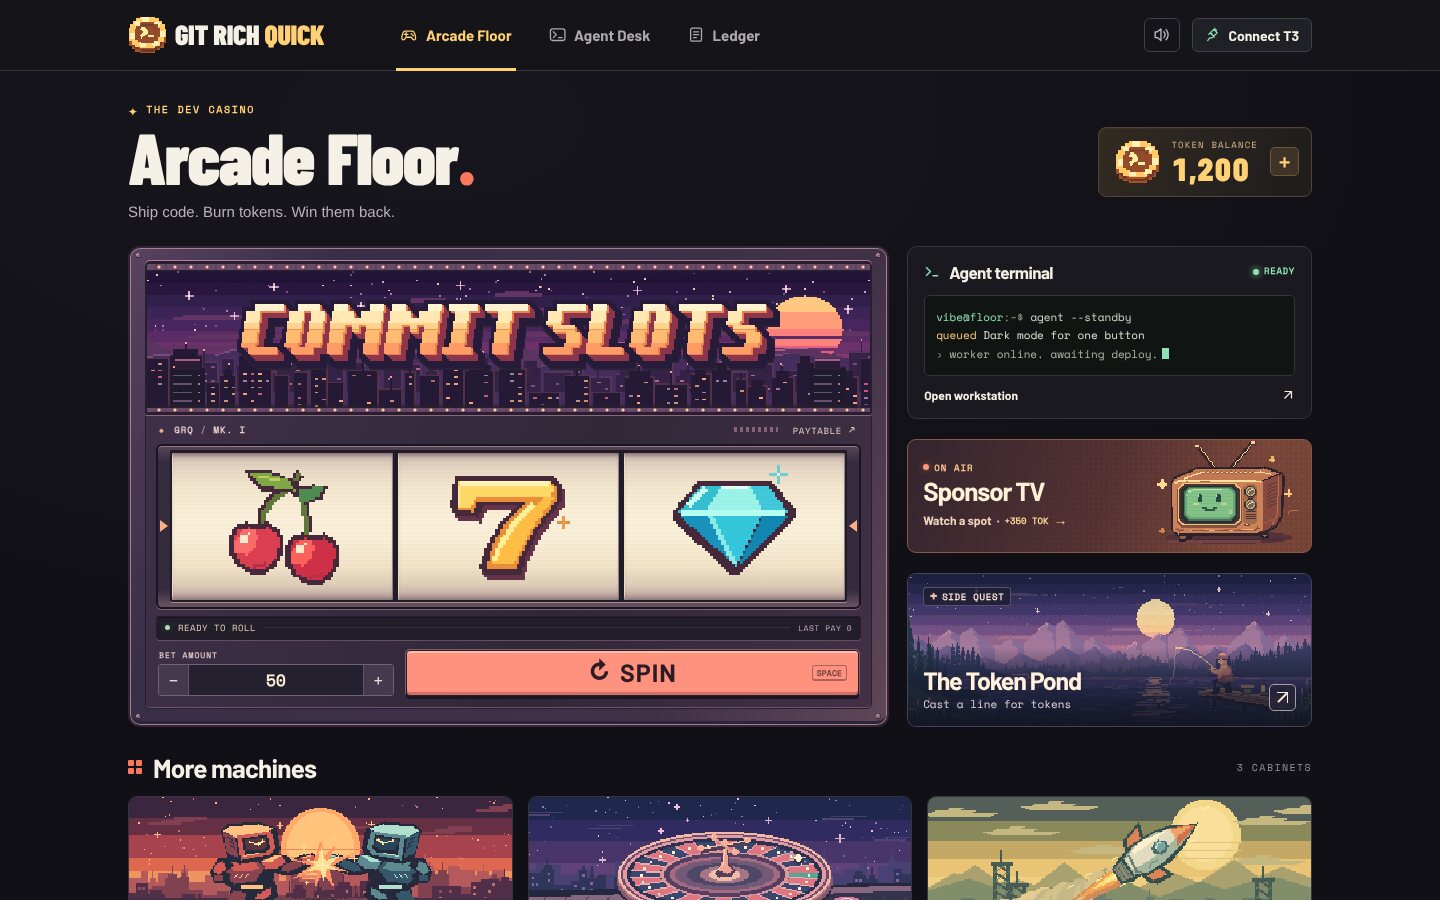 GIT RICH QUICK
Arcade Floor
Agent Desk
Ledger
Connect T3
THE DEV CASINO
Arcade Floor.
Ship code. Burn tokens. Win them back.
TOKEN BALANCE
1,200
+
COMMIT SLOTS
GRQ / MK. I
PAYTABLE ↗
7
READY TO ROLL
LAST PAY 0
BET AMOUNT
− 50 +
SPIN
SPACE
Agent terminal
READY
vibe@floor:~$ agent --standby
queued Dark mode for one button
› worker online. awaiting deploy.
Open workstation
ON AIR
Sponsor TV
Watch a spot · +350 TOK →
SIDE QUEST
The Token Pond
Cast a line for tokens
More machines
3 CABINETS